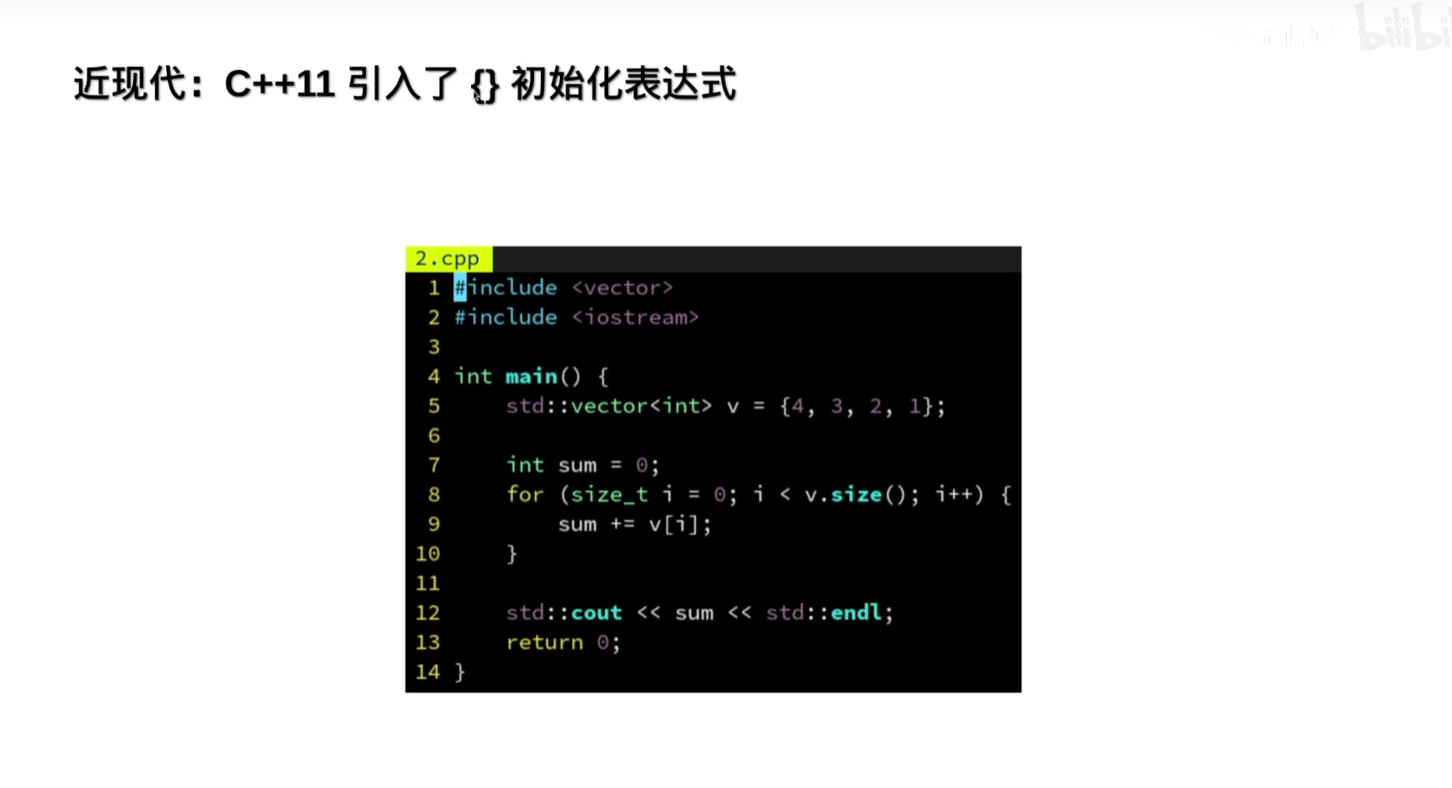 近现代：C++11 引入了 {} 初始化表达式
2.cpp
1 #include <vector>
2 #include <iostream>
3
4 int main() {
5     std::vector<int> v = {4, 3, 2, 1};
6
7     int sum = 0;
8     for (size_t i = 0; i < v.size(); i++) {
9         sum += v[i];
10     }
11
12     std::cout << sum << std::endl;
13     return 0;
14 }